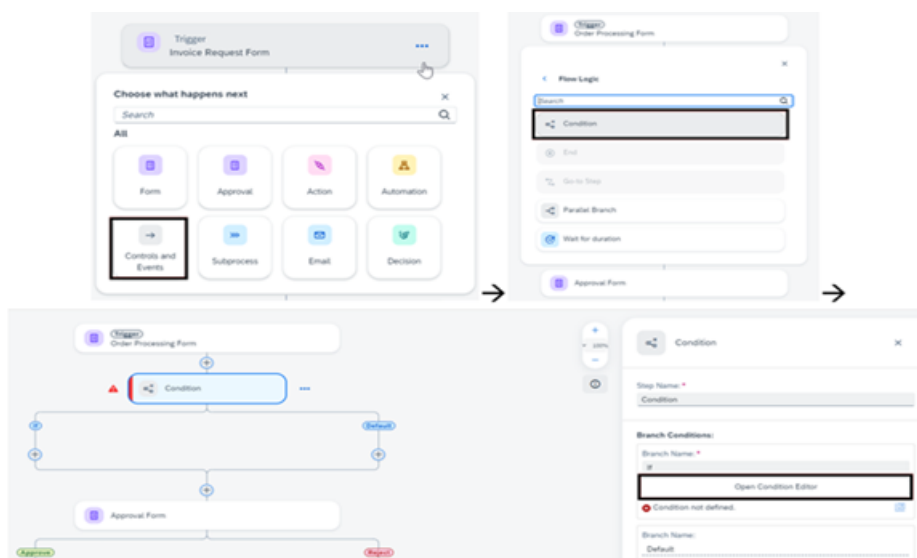 Trigger
Invoice Request Form
Choose what happens next
Search
All
Form
Approval
Action
Automation
Controls and
Events
Subprocess
Email
Decision
Trigger
Order Processing Form
Flow Logic
Search
Condition
End
Go to Step
Parallel Branch
Wait for duration
Approval Form
Trigger
Order Processing Form
Condition
If
Default
Approval Form
Approve
Reject
100%
Condition
Step Name: *
Condition
Branch Conditions:
Branch Name: *
If
Open Condition Editor
Condition not defined.
Branch Name:
Default